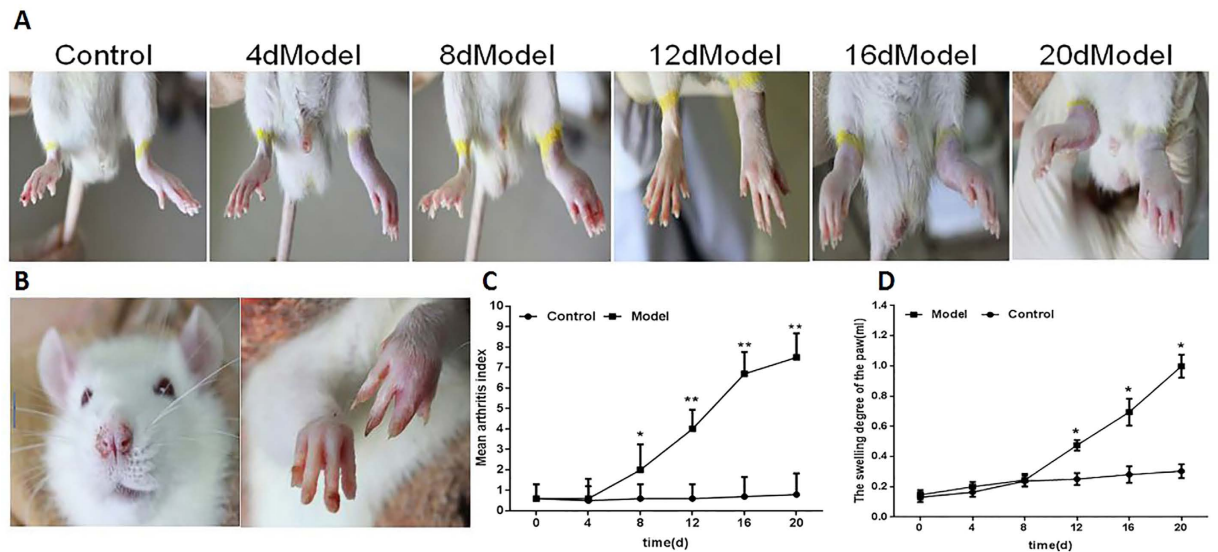 A
Control 4dModel 8dModel 12dModel 16dModel 20dModel
B
C
Control Model
10
9
8
7
6
5
4
3
2
1
0
Mean arthritis index
*
**
**
**
0 4 8 12 16 20
time(d)
D
Model Control
1.4
1.2
1.0
0.8
0.6
0.4
0.2
0.0
The swelling degree of the paw(ml)
*
*
*
0 4 8 12 16 20
time(d)